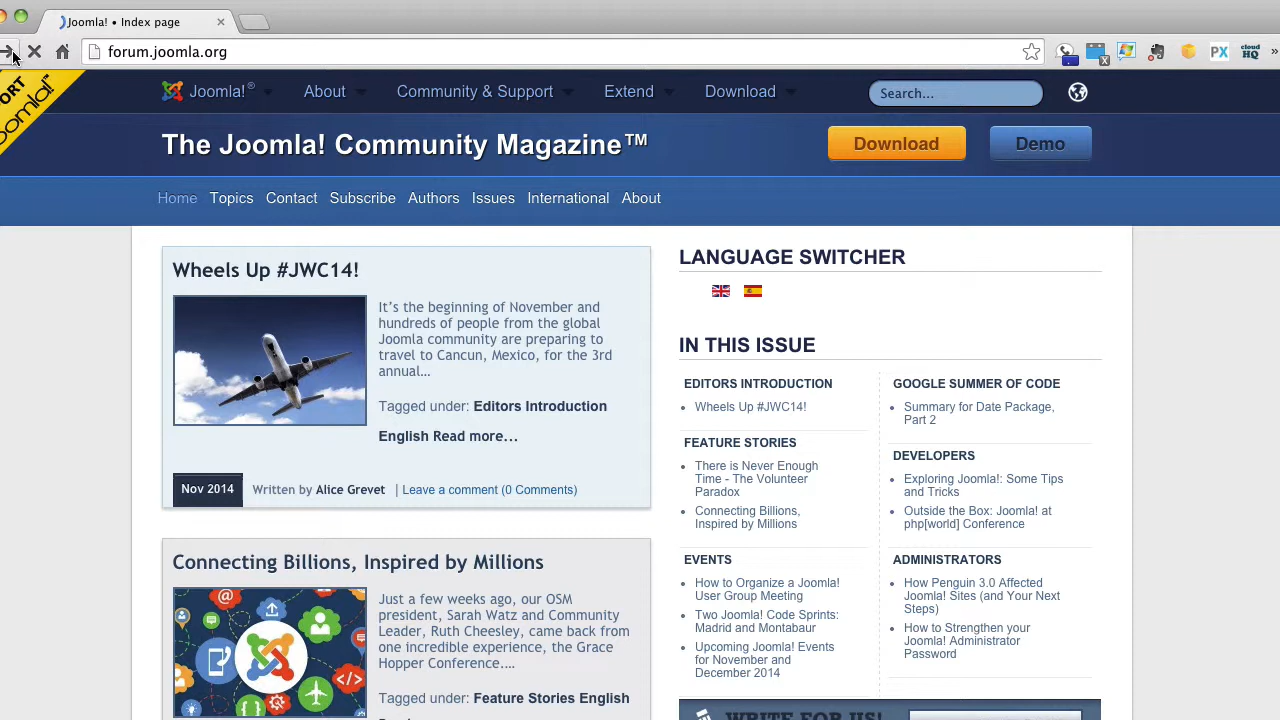 Joomla! • Index page
forum.joomla.org
PX
cloud
HQ
Joomla!® About Community & Support Extend Download
Search...
The Joomla! Community Magazine™
Download
Demo
Home Topics Contact Subscribe Authors Issues International About
Wheels Up #JWC14!
It's the beginning of November and
hundreds of people from the global
Joomla community are preparing to
travel to Cancun, Mexico, for the 3rd
annual…
Tagged under: Editors Introduction
English Read more...
Nov 2014
Written by Alice Grevet | Leave a comment (0 Comments)
Connecting Billions, Inspired by Millions
Just a few weeks ago, our OSM
president, Sarah Watz and Community
Leader, Ruth Cheesley, came back from
one incredible experience, the Grace
Hopper Conference.…
Tagged under: Feature Stories English
LANGUAGE SWITCHER
IN THIS ISSUE
EDITORS INTRODUCTION
Wheels Up #JWC14!
FEATURE STORIES
There is Never Enough
Time - The Volunteer
Paradox
Connecting Billions,
Inspired by Millions
EVENTS
How to Organize a Joomla!
User Group Meeting
Two Joomla! Code Sprints:
Madrid and Montabaur
Upcoming Joomla! Events
for November and
December 2014
GOOGLE SUMMER OF CODE
Summary for Date Package,
Part 2
DEVELOPERS
Exploring Joomla!: Some Tips
and Tricks
Outside the Box: Joomla! at
php[world] Conference
ADMINISTRATORS
How Penguin 3.0 Affected
Joomla! Sites (and Your Next
Steps)
How to Strengthen your
Joomla! Administrator
Password
WRITE FOR US!